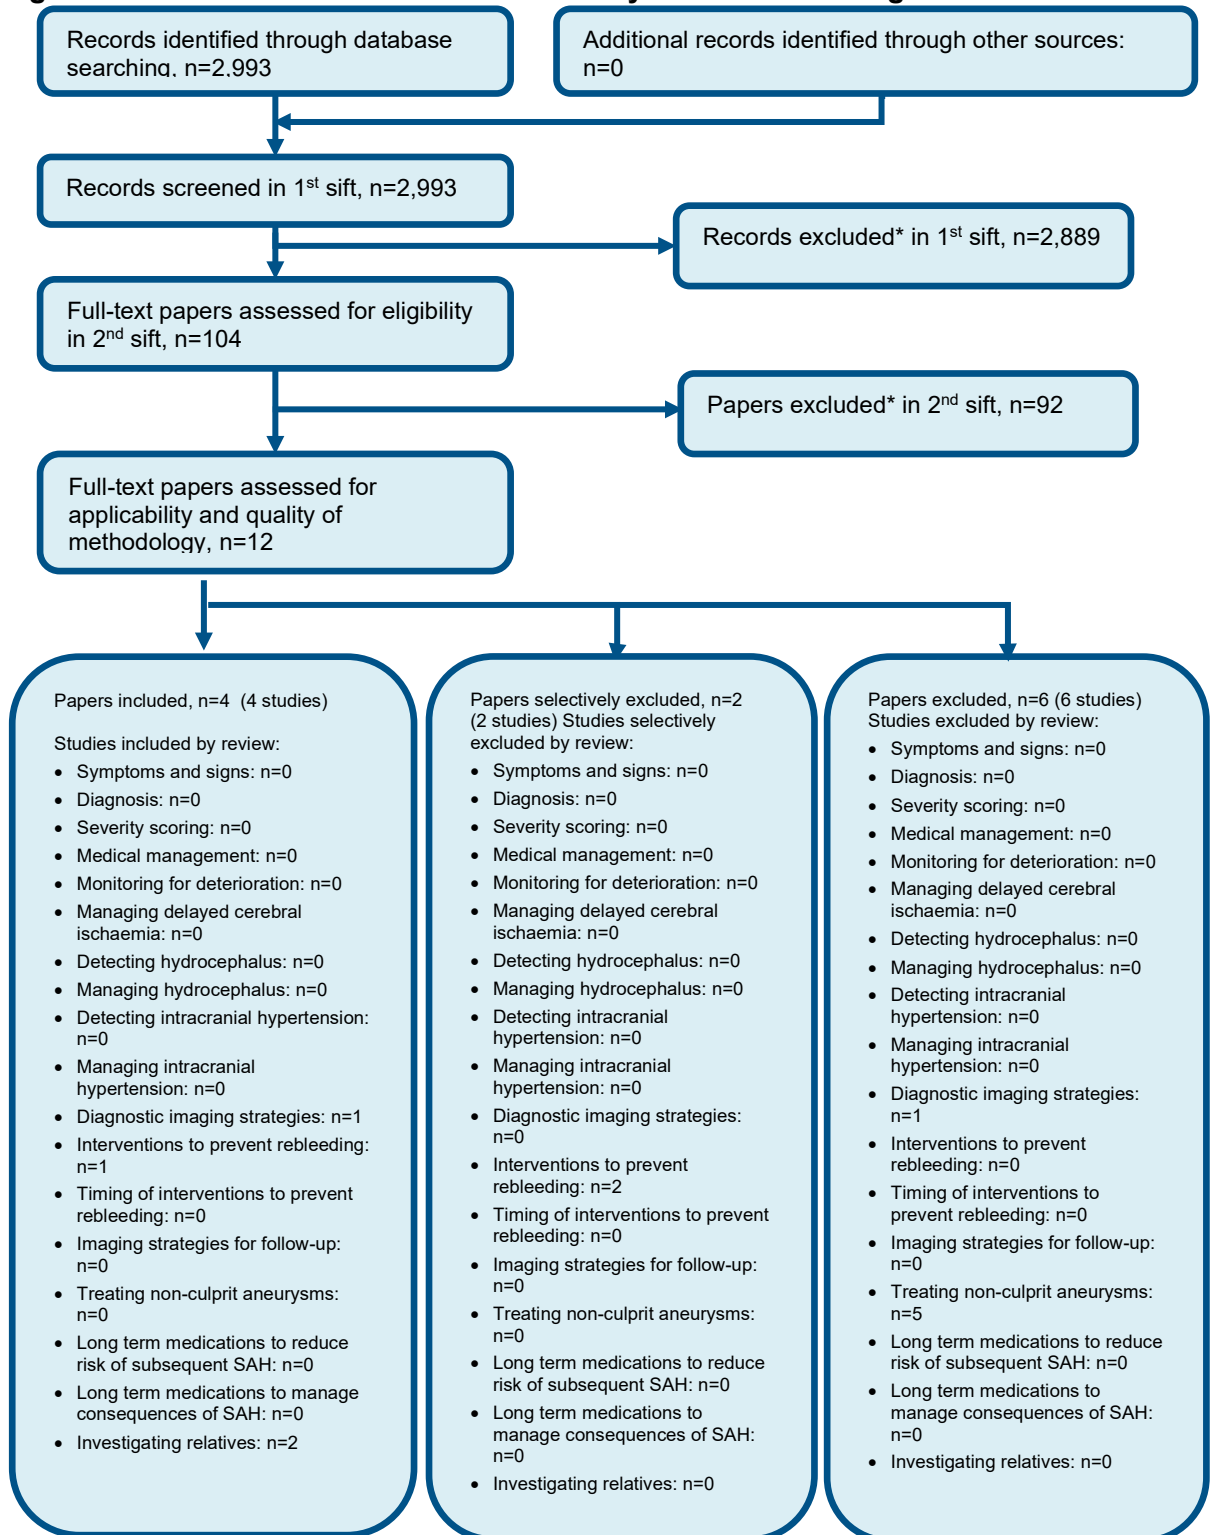 Records identified through database
searching, n=2,993
Additional records identified through other sources:
n=0
Records screened in 1st sift, n=2,993
Records excluded* in 1st sift, n=2,889
Full-text papers assessed for eligibility
in 2nd sift, n=104
Papers excluded* in 2nd sift, n=92
Full-text papers assessed for
applicability and quality of
methodology, n=12
Papers included, n=4 (4 studies)
Studies included by review:
• Symptoms and signs: n=0
• Diagnosis: n=0
• Severity scoring: n=0
• Medical management: n=0
• Monitoring for deterioration: n=0
• Managing delayed cerebral
ischaemia: n=0
• Detecting hydrocephalus: n=0
• Managing hydrocephalus: n=0
• Detecting intracranial hypertension:
n=0
• Managing intracranial
hypertension: n=0
• Diagnostic imaging strategies: n=1
• Interventions to prevent rebleeding:
n=1
• Timing of interventions to prevent
rebleeding: n=0
• Imaging strategies for follow-up:
n=0
• Treating non-culprit aneurysms:
n=0
• Long term medications to reduce
risk of subsequent SAH: n=0
• Long term medications to manage
consequences of SAH: n=0
• Investigating relatives: n=2
Papers selectively excluded, n=2
(2 studies) Studies selectively
excluded by review:
• Symptoms and signs: n=0
• Diagnosis: n=0
• Severity scoring: n=0
• Medical management: n=0
• Monitoring for deterioration: n=0
• Managing delayed cerebral
ischaemia: n=0
• Detecting hydrocephalus: n=0
• Managing hydrocephalus: n=0
• Detecting intracranial
hypertension: n=0
• Managing intracranial
hypertension: n=0
• Diagnostic imaging strategies:
n=0
• Interventions to prevent
rebleeding: n=2
• Timing of interventions to prevent
rebleeding: n=0
• Imaging strategies for follow-up:
n=0
• Treating non-culprit aneurysms:
n=0
• Long term medications to reduce
risk of subsequent SAH: n=0
• Long term medications to
manage consequences of SAH:
n=0
• Investigating relatives: n=0
Papers excluded, n=6 (6 studies)
Studies excluded by review:
• Symptoms and signs: n=0
• Diagnosis: n=0
• Severity scoring: n=0
• Medical management: n=0
• Monitoring for deterioration: n=0
• Managing delayed cerebral
ischaemia: n=0
• Detecting hydrocephalus: n=0
• Managing hydrocephalus: n=0
• Detecting intracranial
hypertension: n=0
• Managing intracranial
hypertension: n=0
• Diagnostic imaging strategies:
n=1
• Interventions to prevent
rebleeding: n=0
• Timing of interventions to
prevent rebleeding: n=0
• Imaging strategies for follow-up:
n=0
• Treating non-culprit aneurysms:
n=5
• Long term medications to reduce
risk of subsequent SAH: n=0
• Long term medications to
manage consequences of SAH:
n=0
• Investigating relatives: n=0